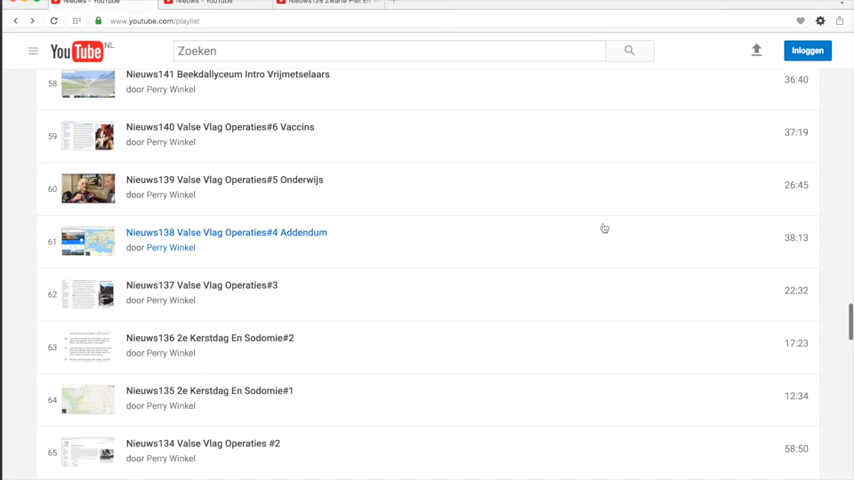 Nieuws - YouTube
Nieuws - YouTube
Nieuws128 Zwarte Piet En
www.youtube.com/playlist
YouTube NL
Zoeken
Inloggen
58
Nieuws141 Beekdallyceum Intro Vrijmetselaars
door Perry Winkel
36:40
59
Nieuws140 Valse Vlag Operaties#6 Vaccins
door Perry Winkel
37:19
60
Nieuws139 Valse Vlag Operaties#5 Onderwijs
door Perry Winkel
26:45
61
Nieuws138 Valse Vlag Operaties#4 Addendum
door Perry Winkel
38:13
62
Nieuws137 Valse Vlag Operaties#3
door Perry Winkel
22:32
63
Nieuws136 2e Kerstdag En Sodomie#2
door Perry Winkel
17:23
64
Nieuws135 2e Kerstdag En Sodomie#1
door Perry Winkel
12:34
65
Nieuws134 Valse Vlag Operaties #2
door Perry Winkel
58:50